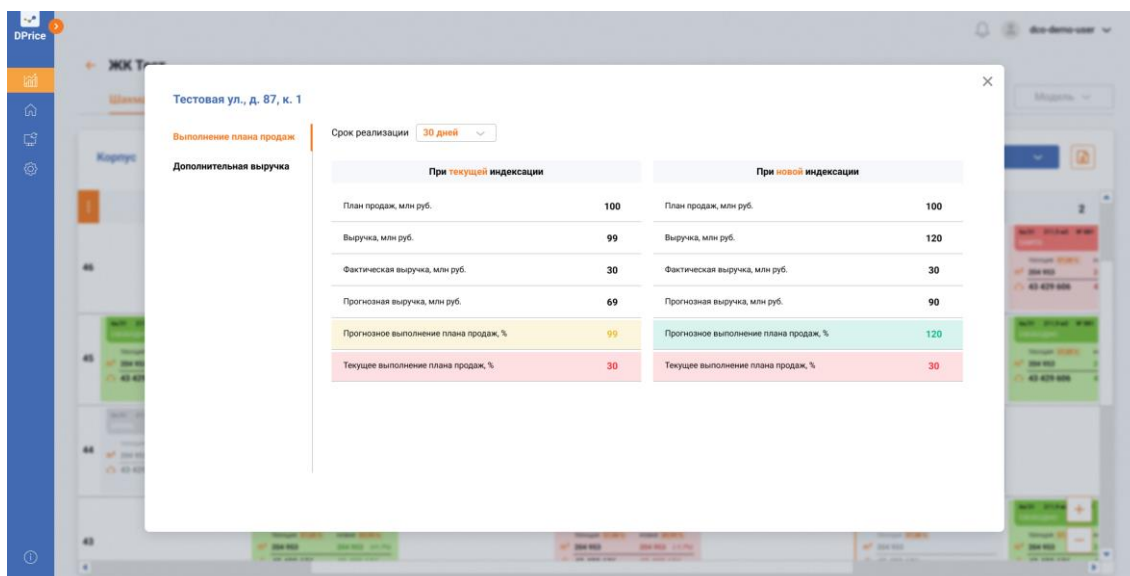 DPrice
dco-demo-user
ЖК Тест
Модель
Корпус
Тестовая ул., д. 87, к. 1
Выполнение плана продаж
Дополнительная выручка
Срок реализации 30 дней
При текущей индексации
План продаж, млн руб. 100
Выручка, млн руб. 99
Фактическая выручка, млн руб. 30
Прогнозная выручка, млн руб. 69
Прогнозное выполнение плана продаж, % 99
Текущее выполнение плана продаж, % 30
При новой индексации
План продаж, млн руб. 100
Выручка, млн руб. 120
Фактическая выручка, млн руб. 30
Прогнозная выручка, млн руб. 90
Прогнозное выполнение плана продаж, % 120
Текущее выполнение плана продаж, % 30
2
46
45
44
43